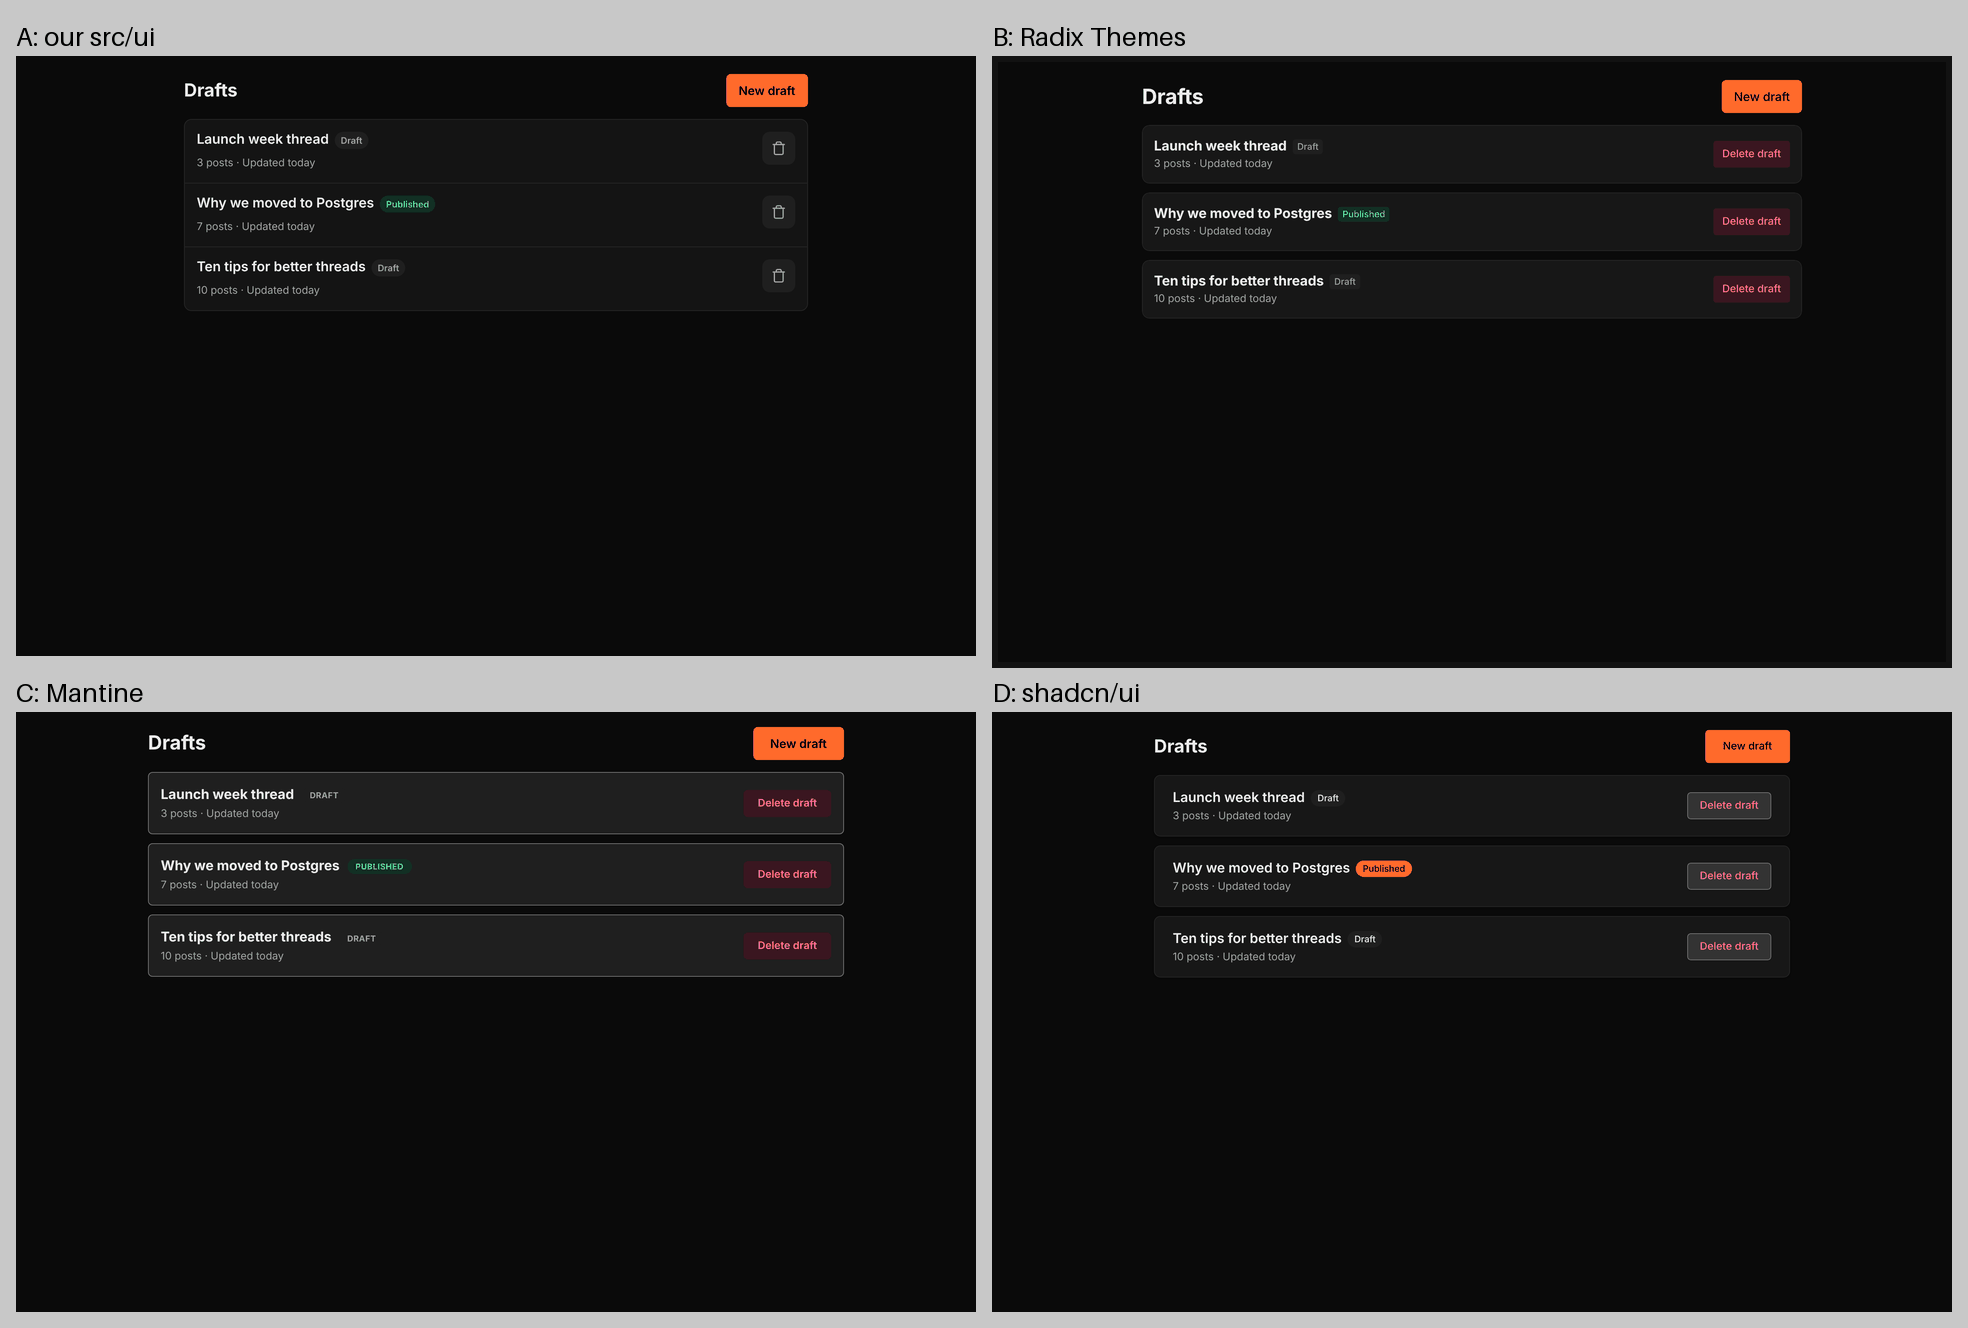 A: our src/ui
Drafts
New draft
Launch week thread Draft
3 posts · Updated today
Why we moved to Postgres Published
7 posts · Updated today
Ten tips for better threads Draft
10 posts · Updated today
B: Radix Themes
Drafts
New draft
Launch week thread Draft
3 posts · Updated today
Delete draft
Why we moved to Postgres Published
7 posts · Updated today
Delete draft
Ten tips for better threads Draft
10 posts · Updated today
Delete draft
C: Mantine
Drafts
New draft
Launch week thread DRAFT
3 posts · Updated today
Delete draft
Why we moved to Postgres PUBLISHED
7 posts · Updated today
Delete draft
Ten tips for better threads DRAFT
10 posts · Updated today
Delete draft
D: shadcn/ui
Drafts
New draft
Launch week thread Draft
3 posts · Updated today
Delete draft
Why we moved to Postgres Published
7 posts · Updated today
Delete draft
Ten tips for better threads Draft
10 posts · Updated today
Delete draft